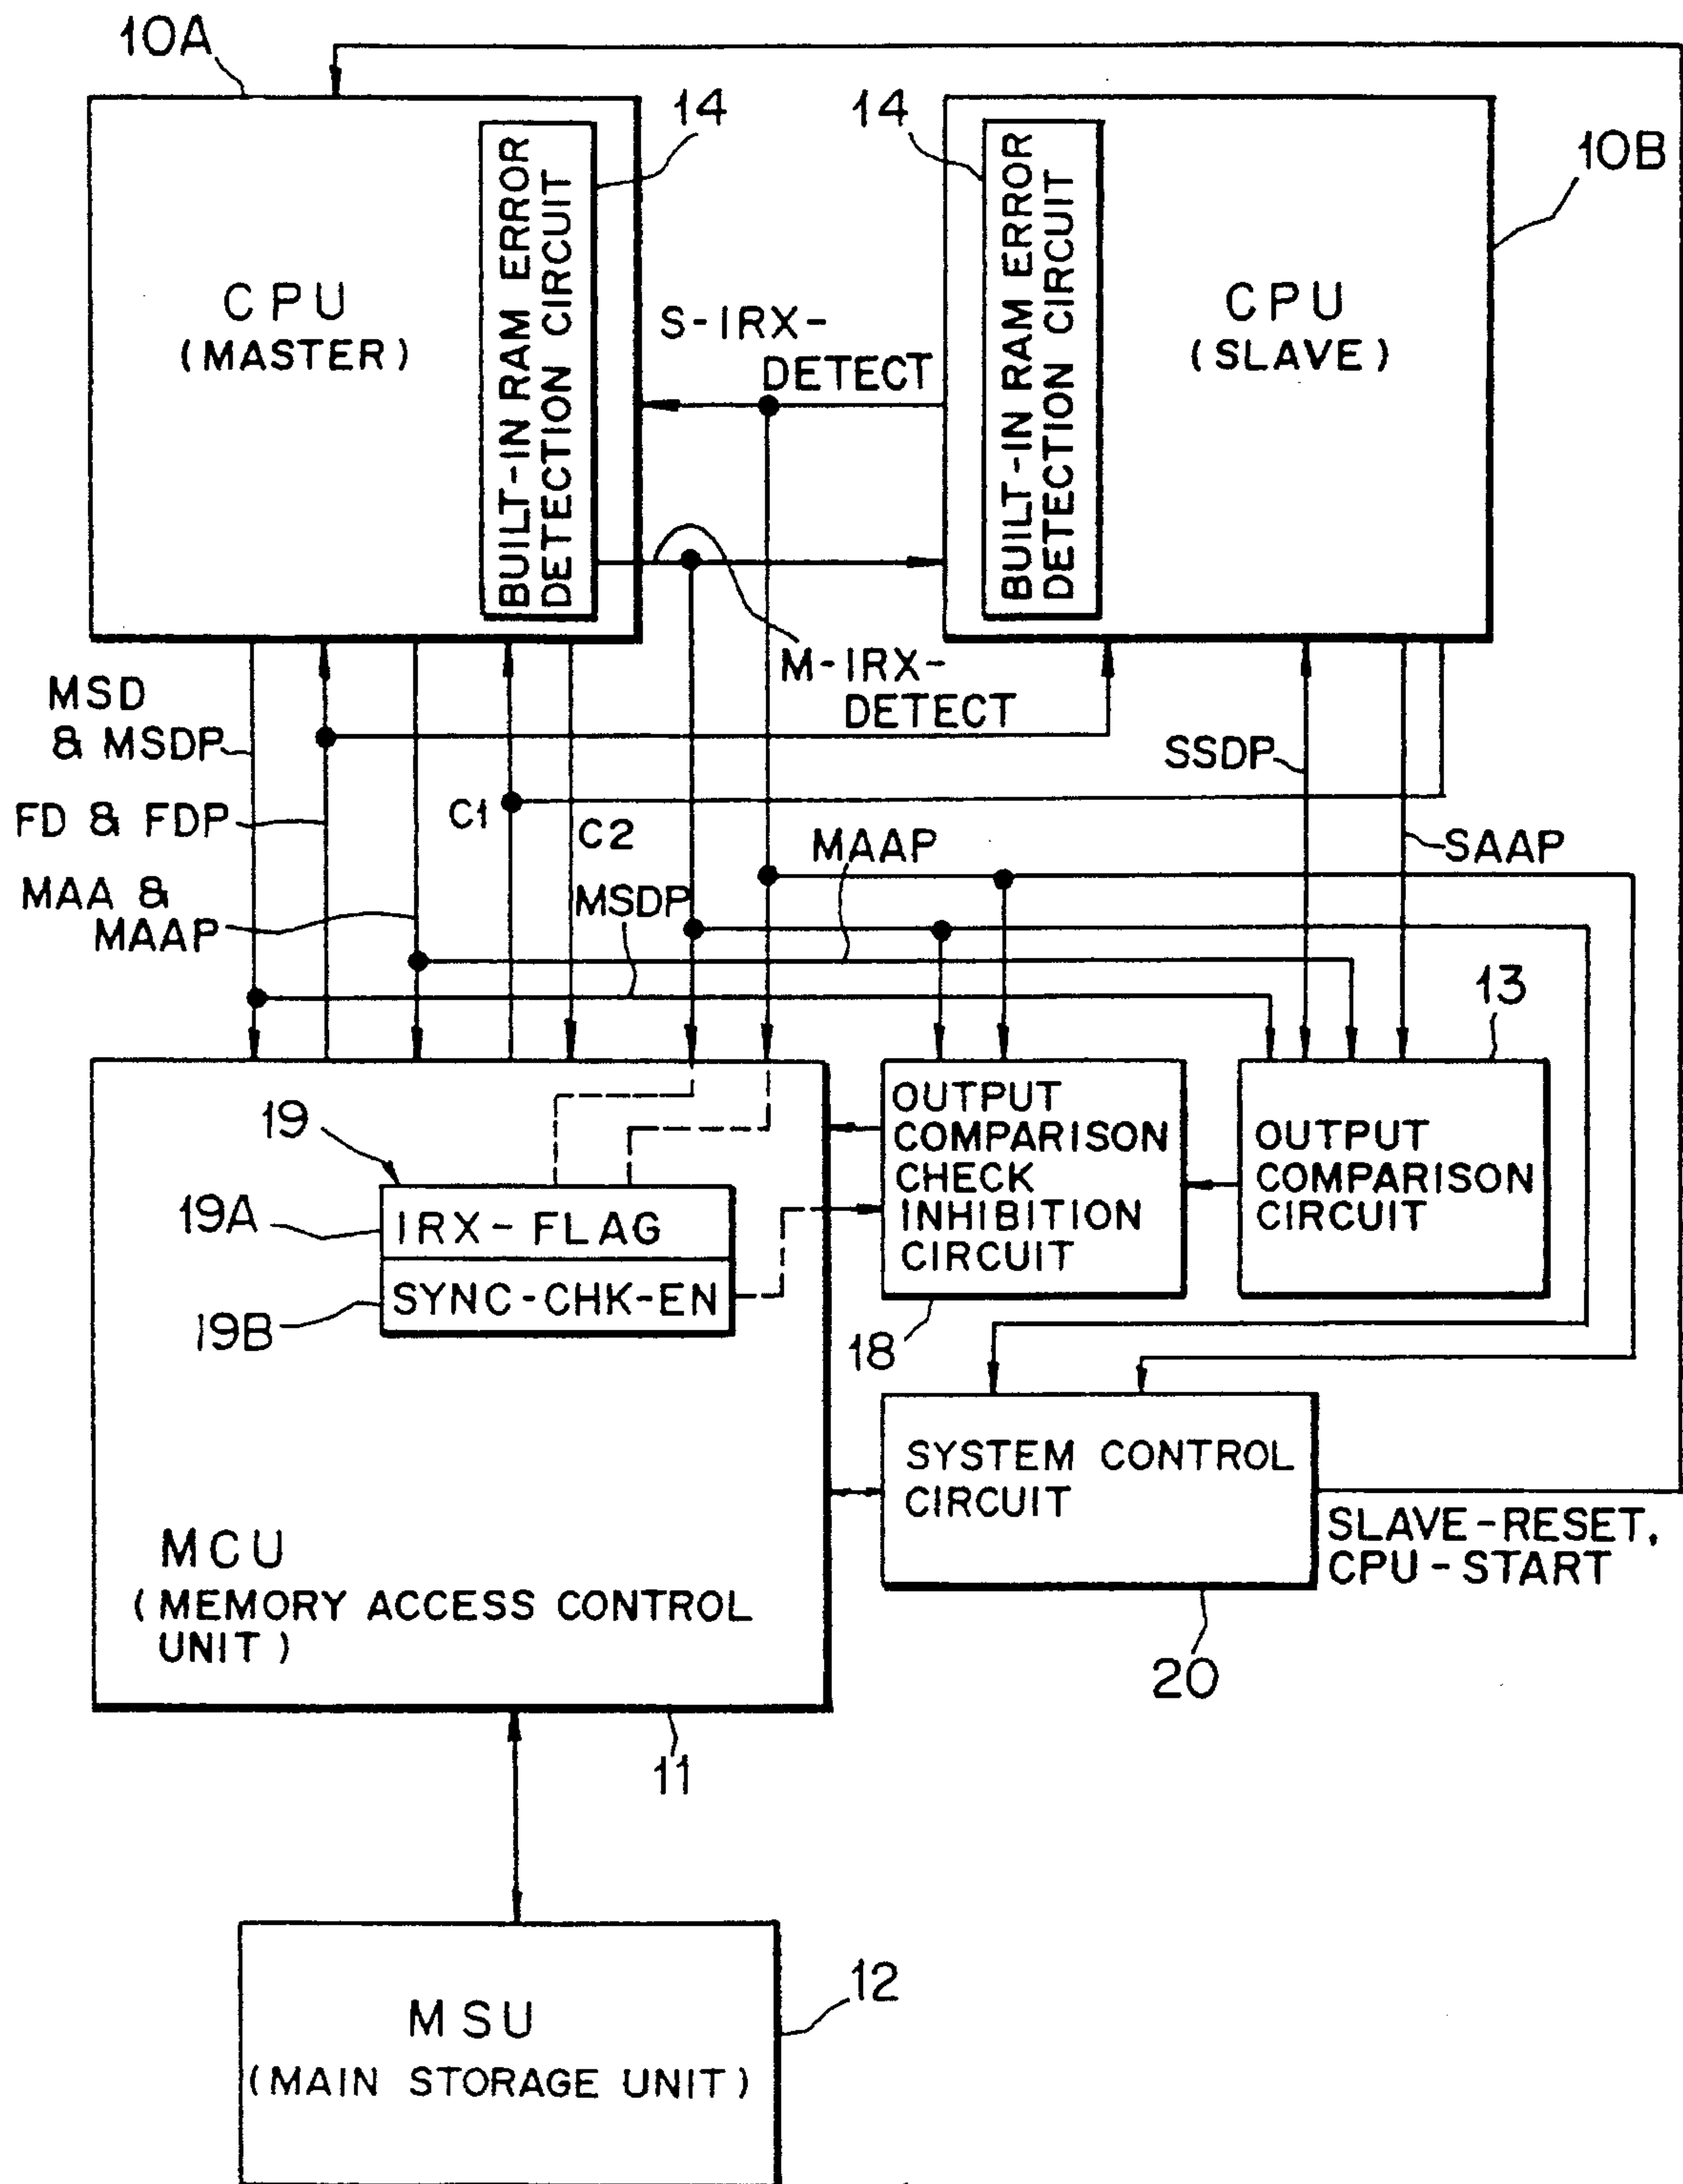 10A
14
14
10B
BUILT-IN RAM ERROR
DETECTION CIRCUIT
BUILT-IN RAM ERROR
DETECTION CIRCUIT
CPU
(MASTER)
CPU
(SLAVE)
S-IRX-
DETECT
M-IRX-
DETECT
MSD
& MSDP
SSDP
FD & FDP
C1
C2
MAAP
SAAP
MAA &
MAAP
MSDP
13
19
OUTPUT
COMPARISON
CHECK
INHIBITION
CIRCUIT
OUTPUT
COMPARISON
CIRCUIT
19A
IRX-FLAG
19B
SYNC-CHK-EN
18
SYSTEM CONTROL
CIRCUIT
SLAVE-RESET,
CPU-START
MCU
(MEMORY ACCESS CONTROL
UNIT)
20
11
12
MSU
(MAIN STORAGE UNIT)